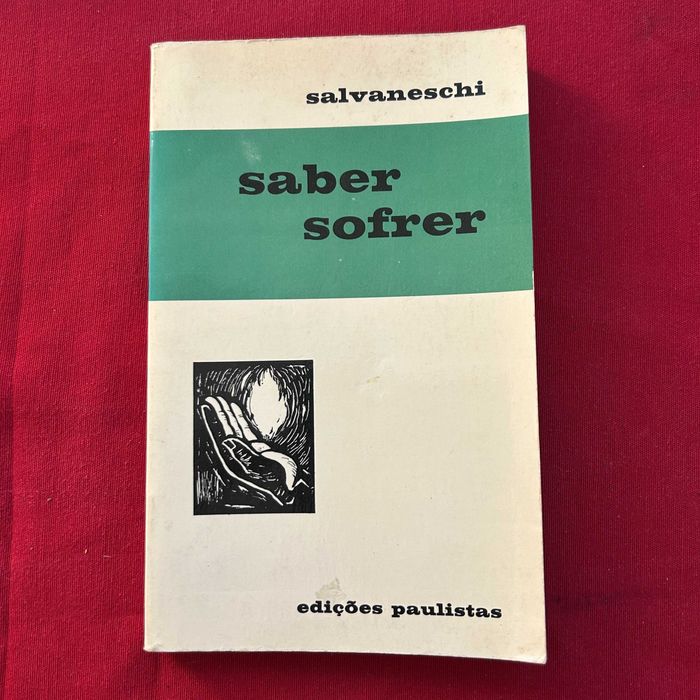 salvaneschi
saber
sofrer
edições paulistas